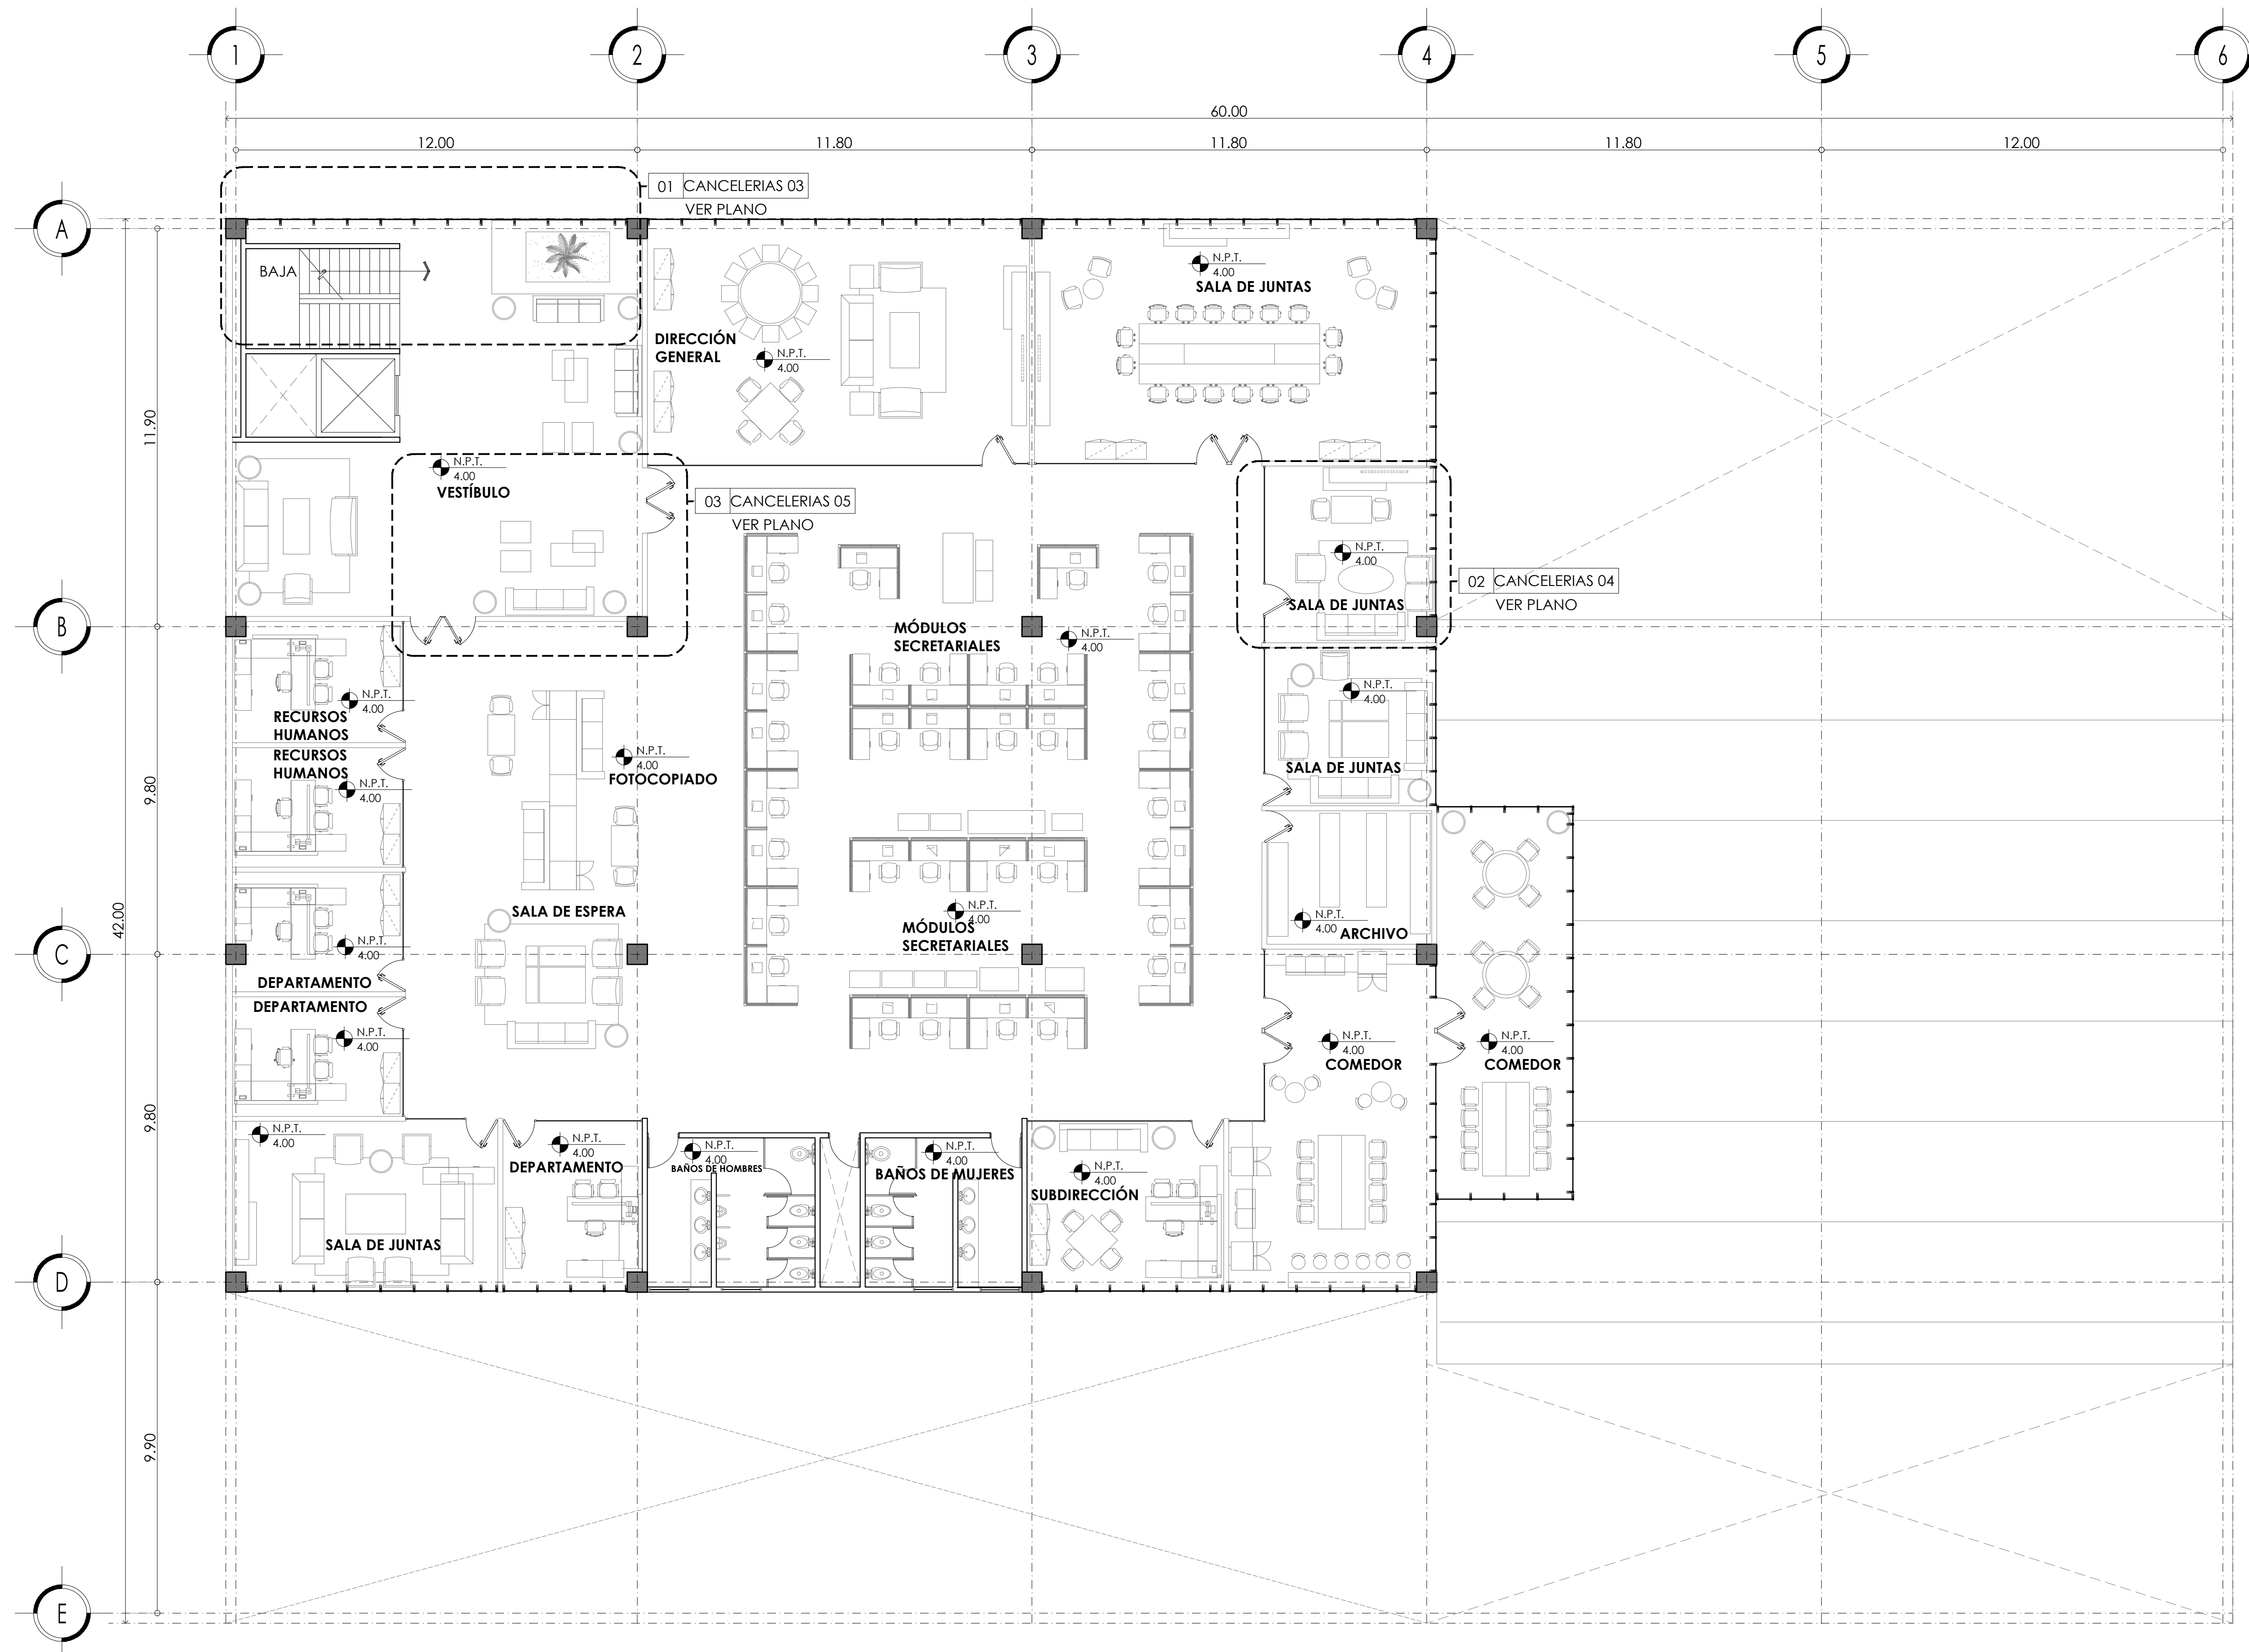 1
2
3
4
5
6
60.00
12.00
11.80
11.80
11.80
12.00
01 CANCELERIAS 03
VER PLANO
A
BAJA
N.P.T.
4.00
SALA DE JUNTAS
DIRECCIÓN
GENERAL
N.P.T.
4.00
11.90
N.P.T.
4.00
VESTÍBULO
03 CANCELERIAS 05
VER PLANO
N.P.T.
4.00
SALA DE JUNTAS
02 CANCELERIAS 04
VER PLANO
B
MÓDULOS
SECRETARIALES
N.P.T.
4.00
N.P.T.
4.00
RECURSOS
HUMANOS
N.P.T.
4.00
SALA DE JUNTAS
RECURSOS
HUMANOS
N.P.T.
4.00
N.P.T.
4.00
FOTOCOPIADO
9.80
42.00
SALA DE ESPERA
N.P.T.
4.00
MÓDULOS
SECRETARIALES
N.P.T.
4.00
ARCHIVO
C
N.P.T.
4.00
DEPARTAMENTO
DEPARTAMENTO
N.P.T.
4.00
N.P.T.
4.00
COMEDOR
N.P.T.
4.00
COMEDOR
9.80
N.P.T.
4.00
SALA DE JUNTAS
N.P.T.
4.00
DEPARTAMENTO
N.P.T.
4.00
BAÑOS DE HOMBRES
N.P.T.
4.00
BAÑOS DE MUJERES
N.P.T.
4.00
SUBDIRECCIÓN
D
9.90
E